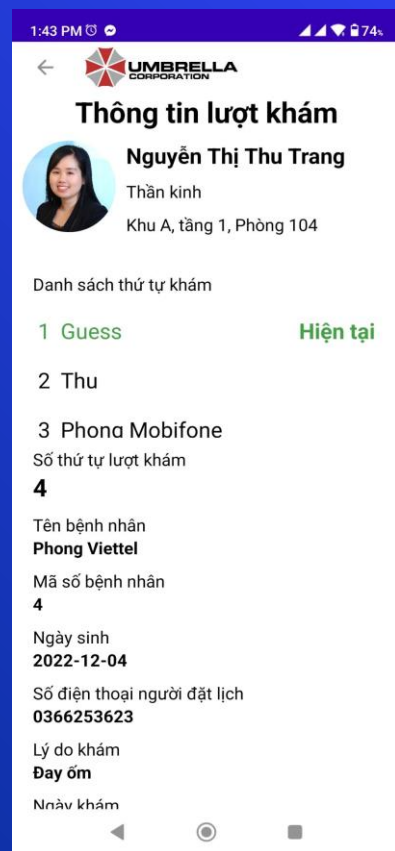 1:43 PM
74%
UMBRELLA
CORPORATION
Thông tin lượt khám
Nguyễn Thị Thu Trang
Thần kinh
Khu A, tầng 1, Phòng 104
Danh sách thứ tự khám
1 Guess Hiện tại
2 Thu
3 Phong Mobifone
Số thứ tự lượt khám
4
Tên bệnh nhân
Phong Viettel
Mã số bệnh nhân
4
Ngày sinh
2022-12-04
Số điện thoại người đặt lịch
0366253623
Lý do khám
Đay ốm
Ngày khám